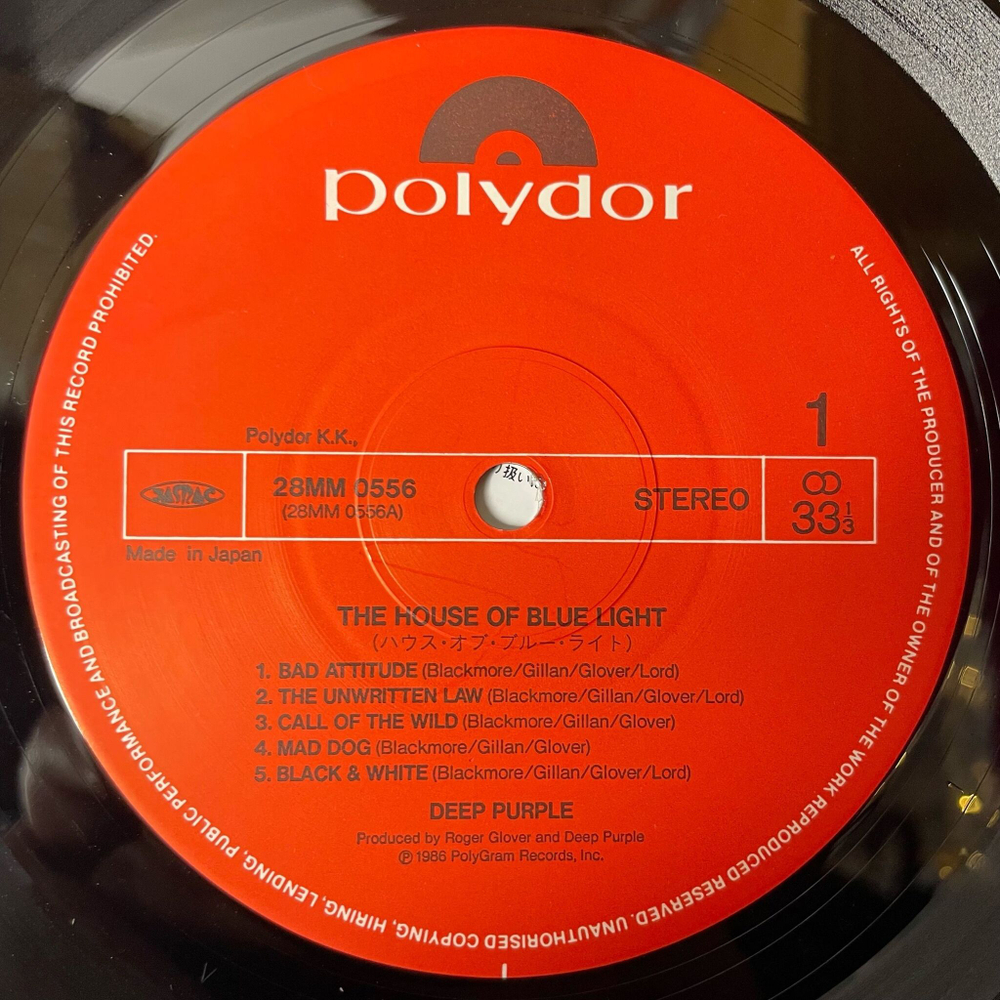 polydor
ALL RIGHTS OF THE PRODUCER AND OF THE OWNER OF THE WORK REPRODUCED RESERVED. UNAUTHORISED COPYING, HIRING, LENDING, PUBLIC PERFORMANCE AND BROADCASTING OF THIS RECORD PROHIBITED.
1
Polydor K.K.,
JASRAC
28MM 0556
(28MM 0556A)
扱い
STEREO
33⅓
Made in Japan
THE HOUSE OF BLUE LIGHT
(ハウス・オブ・ブルー・ライト)
1. BAD ATTITUDE (Blackmore/Gillan/Glover/Lord)
2. THE UNWRITTEN LAW (Blackmore/Gillan/Glover/Lord)
3. CALL OF THE WILD (Blackmore/Gillan/Glover)
4. MAD DOG (Blackmore/Gillan/Glover)
5. BLACK & WHITE (Blackmore/Gillan/Glover/Lord)
DEEP PURPLE
Produced by Roger Glover and Deep Purple
Ⓟ 1986 PolyGram Records, Inc.